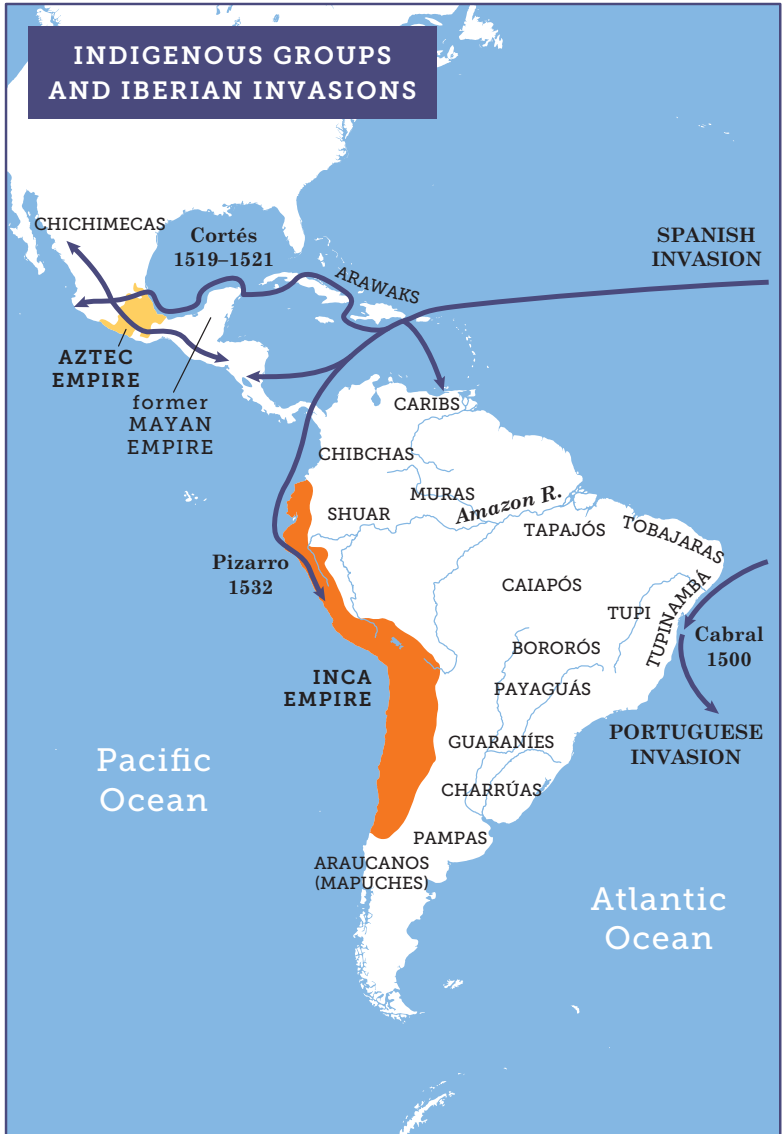 INDIGENOUS GROUPS
AND IBERIAN INVASIONS
CHICHIMECAS
Cortés
1519–1521
ARAWAKS
SPANISH
INVASION
AZTEC
EMPIRE
former
MAYAN
EMPIRE
CARIBS
CHIBCHAS
MURAS
Amazon R.
SHUAR
TAPAJÓS
TOBAJARAS
Pizarro
1532
CAIAPÓS
TUPI
TUPINAMBÁ
Cabral
1500
BORORÓS
INCA
EMPIRE
PAYAGUÁS
PORTUGUESE
INVASION
GUARANÍES
Pacific
Ocean
CHARRÚAS
PAMPAS
ARAUCANOS
(MAPUCHES)
Atlantic
Ocean